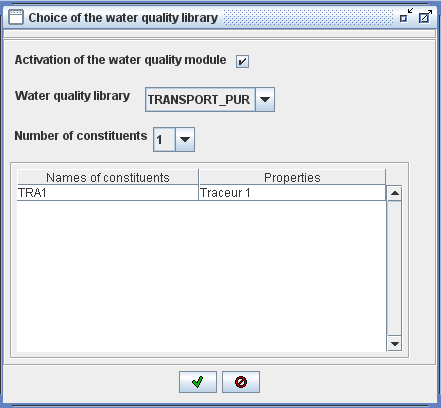 Choice of the water quality library
Activation of the water quality module
Water quality library TRANSPORT_PUR
Number of constituents 1
Names of constituents Properties
TRA1 Traceur 1